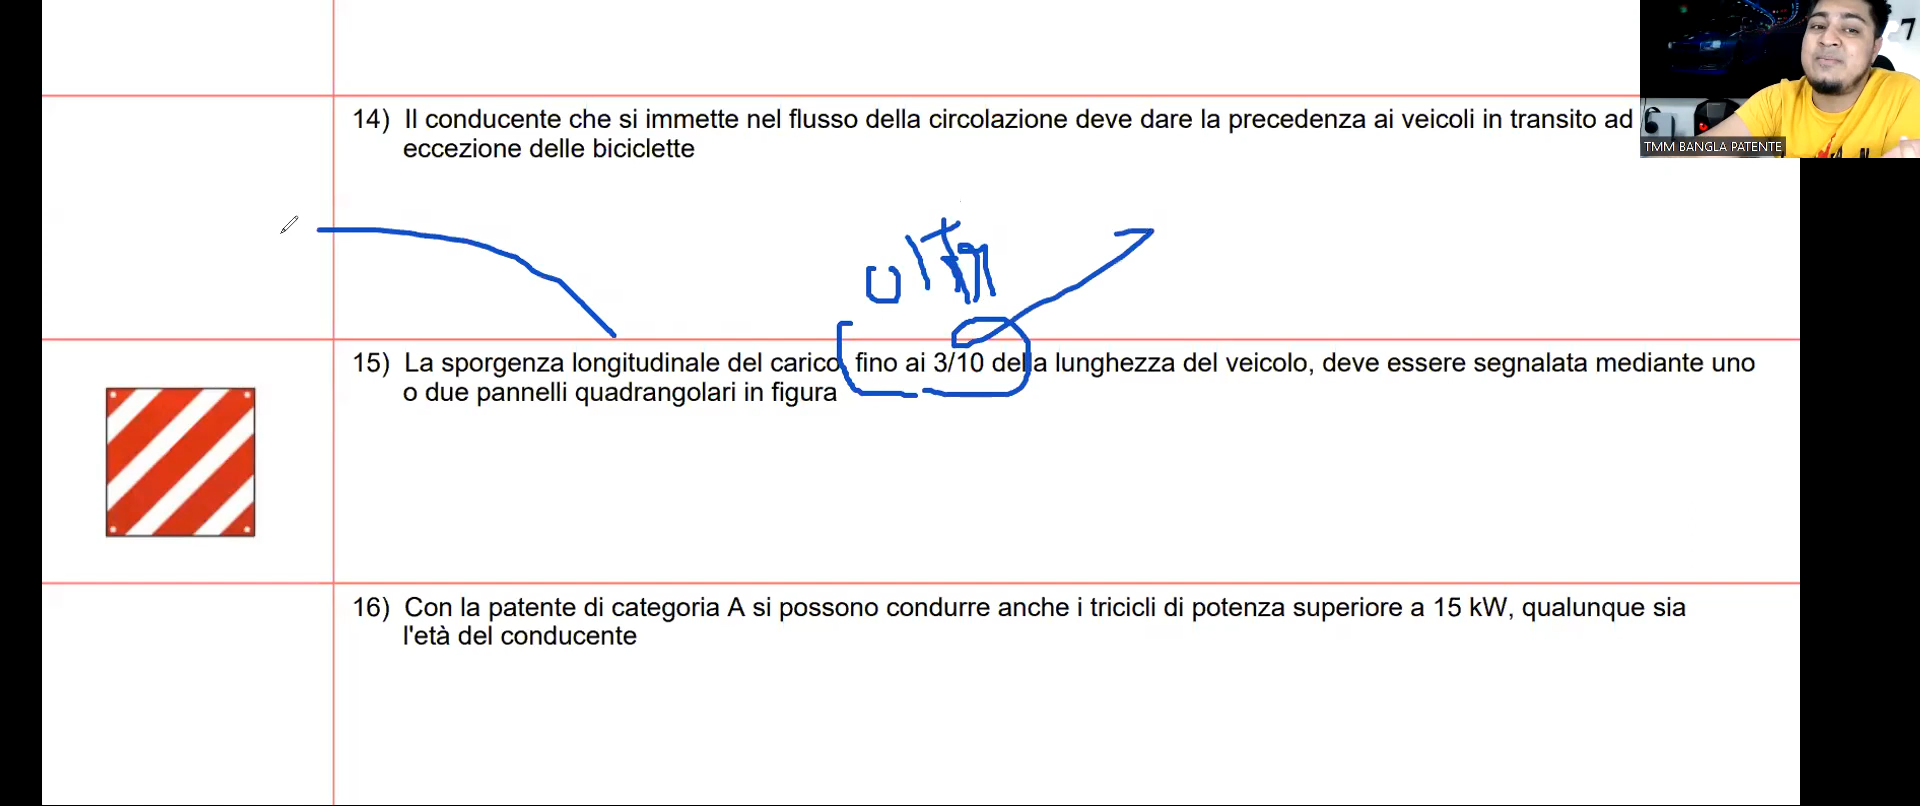 7
14) Il conducente che si immette nel flusso della circolazione deve dare la precedenza ai veicoli in transito ad
eccezione delle biciclette
TMM BANGLA PATENTE
15) La sporgenza longitudinale del carico, fino ai 3/10 della lunghezza del veicolo, deve essere segnalata mediante uno
o due pannelli quadrangolari in figura
16) Con la patente di categoria A si possono condurre anche i tricicli di potenza superiore a 15 kW, qualunque sia
l'età del conducente